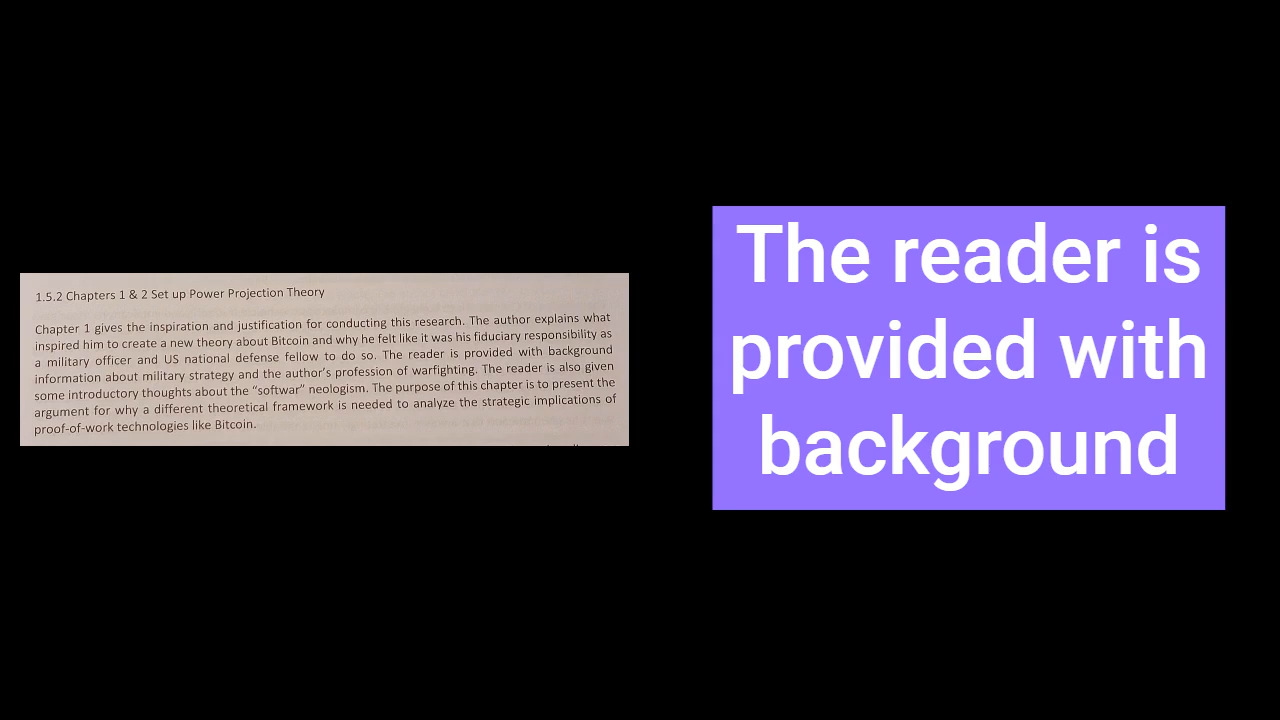 1.5.2 Chapters 1 & 2 Set up Power Projection Theory
Chapter 1 gives the inspiration and justification for conducting this research. The author explains what
inspired him to create a new theory about Bitcoin and why he felt like it was his fiduciary responsibility as
a military officer and US national defense fellow to do so. The reader is provided with background
information about military strategy and the author's profession of warfighting. The reader is also given
some introductory thoughts about the "softwar" neologism. The purpose of this chapter is to present the
argument for why a different theoretical framework is needed to analyze the strategic implications of
proof-of-work technologies like Bitcoin.
The reader is
provided with
background